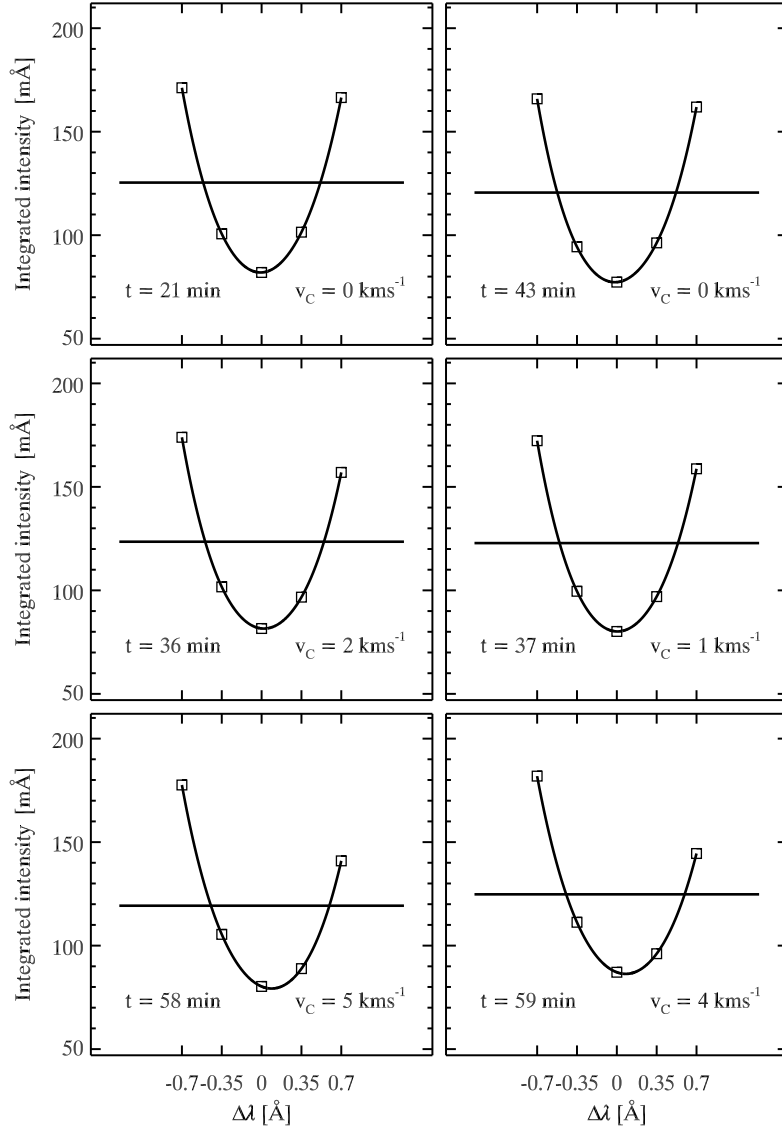 Integrated intensity [mÅ]
200
150
100
50
t = 21 min
v_C = 0 kms⁻¹
t = 43 min
v_C = 0 kms⁻¹
Integrated intensity [mÅ]
200
150
100
50
t = 36 min
v_C = 2 kms⁻¹
t = 37 min
v_C = 1 kms⁻¹
Integrated intensity [mÅ]
200
150
100
50
t = 58 min
v_C = 5 kms⁻¹
t = 59 min
v_C = 4 kms⁻¹
-0.7 -0.35 0 0.35 0.7
Δλ [Å]
-0.7 -0.35 0 0.35 0.7
Δλ [Å]